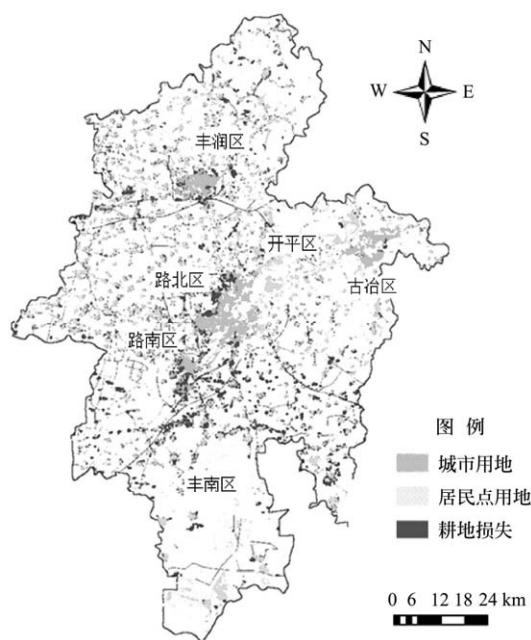 N
W E
S
丰润区
开平区
路北区
古冶区
路南区
丰南区
图 例
城市用地
居民点用地
耕地损失
0 6 12 18 24 km